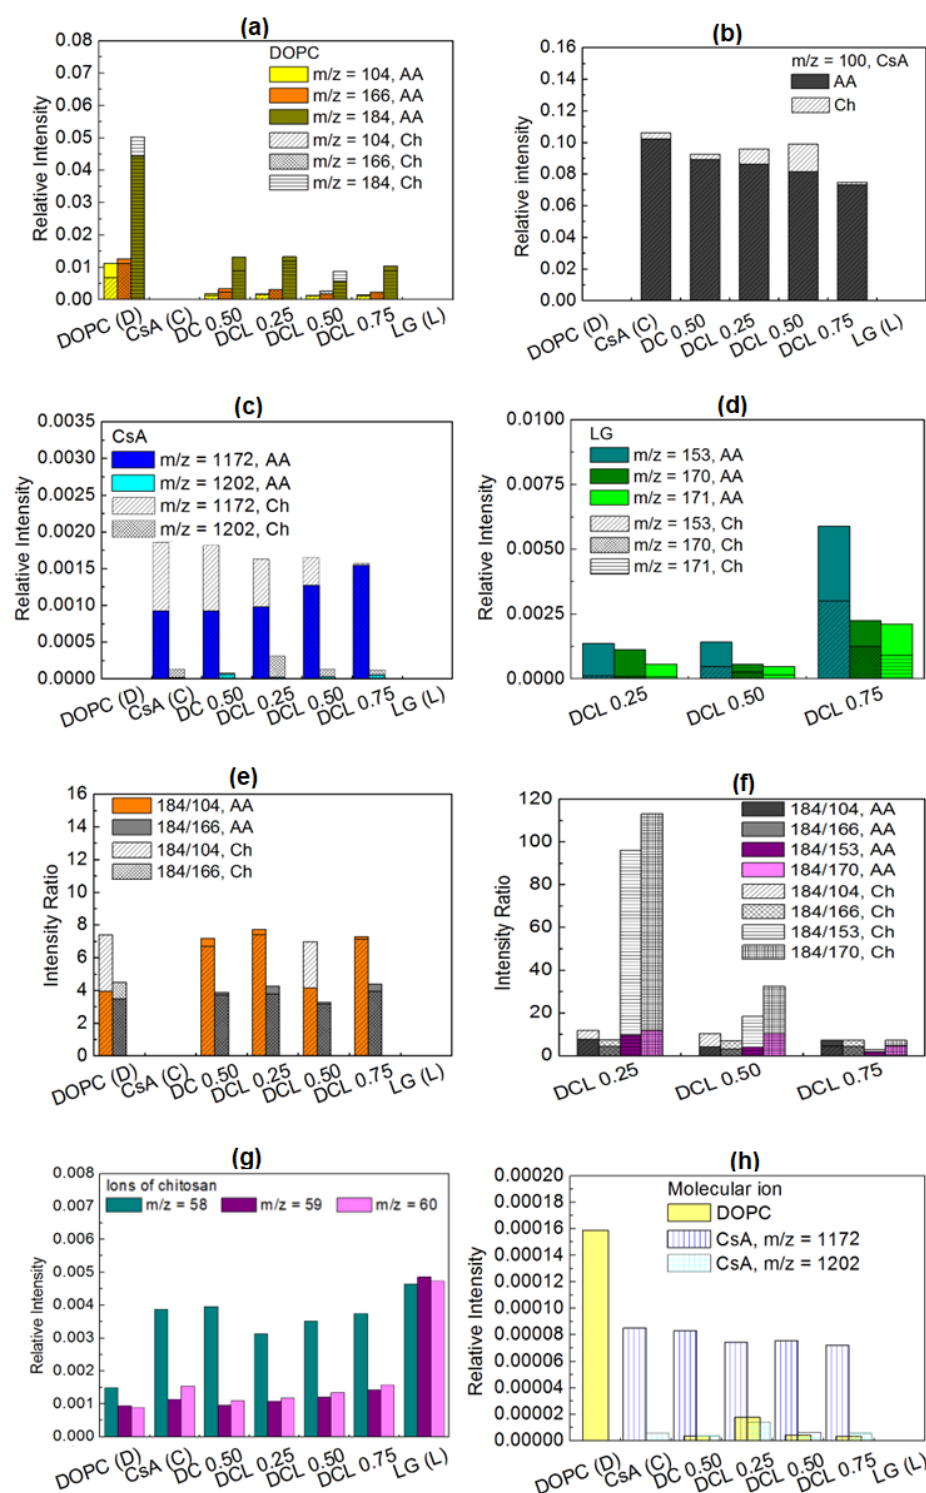 (a)
0.08
0.07
0.06
0.05
0.04
0.03
0.02
0.01
0.00
Relative Intensity
DOPC
m/z = 104, AA
m/z = 166, AA
m/z = 184, AA
m/z = 104, Ch
m/z = 166, Ch
m/z = 184, Ch
DOPC (D)
CsA (C)
DC 0.50
DCL 0.25
DCL 0.50
DCL 0.75
LG (L)
(b)
0.16
0.14
0.12
0.10
0.08
0.06
0.04
0.02
0.00
Relative intensity
m/z = 100, CsA
AA
Ch
DOPC (D)
CsA (C)
DC 0.50
DCL 0.25
DCL 0.50
DCL 0.75
LG (L)
(c)
0.0035
0.0030
0.0025
0.0020
0.0015
0.0010
0.0005
0.0000
Relative Intensity
CsA
m/z = 1172, AA
m/z = 1202, AA
m/z = 1172, Ch
m/z = 1202, Ch
DOPC (D)
CsA (C)
DC 0.50
DCL 0.25
DCL 0.50
DCL 0.75
LG (L)
(d)
0.0100
0.0075
0.0050
0.0025
0.0000
Relative Intensity
LG
m/z = 153, AA
m/z = 170, AA
m/z = 171, AA
m/z = 153, Ch
m/z = 170, Ch
m/z = 171, Ch
DCL 0.25
DCL 0.50
DCL 0.75
(e)
16
14
12
10
8
6
4
2
0
Intensity Ratio
184/104, AA
184/166, AA
184/104, Ch
184/166, Ch
DOPC (D)
CsA (C)
DC 0.50
DCL 0.25
DCL 0.50
DCL 0.75
LG (L)
(f)
120
100
80
60
40
20
0
Intensity Ratio
184/104, AA
184/166, AA
184/153, AA
184/170, AA
184/104, Ch
184/166, Ch
184/153, Ch
184/170, Ch
DCL 0.25
DCL 0.50
DCL 0.75
(g)
0.008
0.007
0.006
0.005
0.004
0.003
0.002
0.001
0.000
Relative Intensity
Ions of chitosan
m/z = 58
m/z = 59
m/z = 60
DOPC (D)
CsA (C)
DC 0.50
DCL 0.25
DCL 0.50
DCL 0.75
LG (L)
(h)
0.00020
0.00018
0.00016
0.00014
0.00012
0.00010
0.00008
0.00006
0.00004
0.00002
0.00000
Relative Intensity
Molecular ion
DOPC
CsA, m/z = 1172
CsA, m/z = 1202
DOPC (D)
CsA (C)
DC 0.50
DCL 0.25
DCL 0.50
DCL 0.75
LG (L)